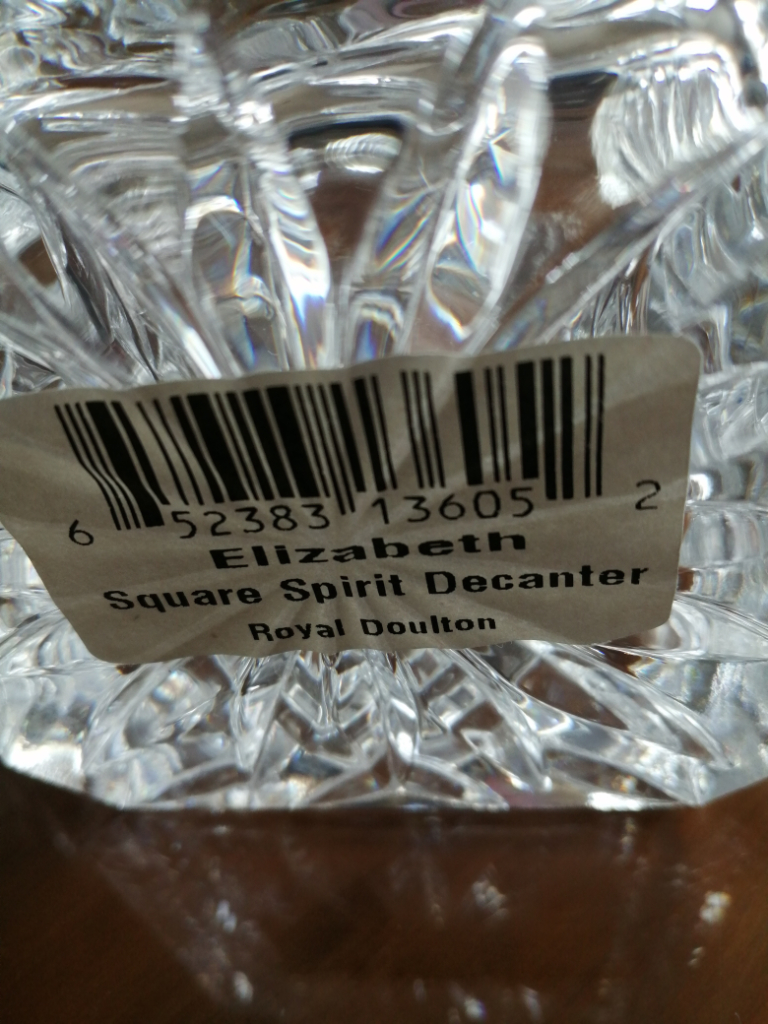 6 52383 13605 2
Elizabeth
Square Spirit Decanter
Royal Doulton